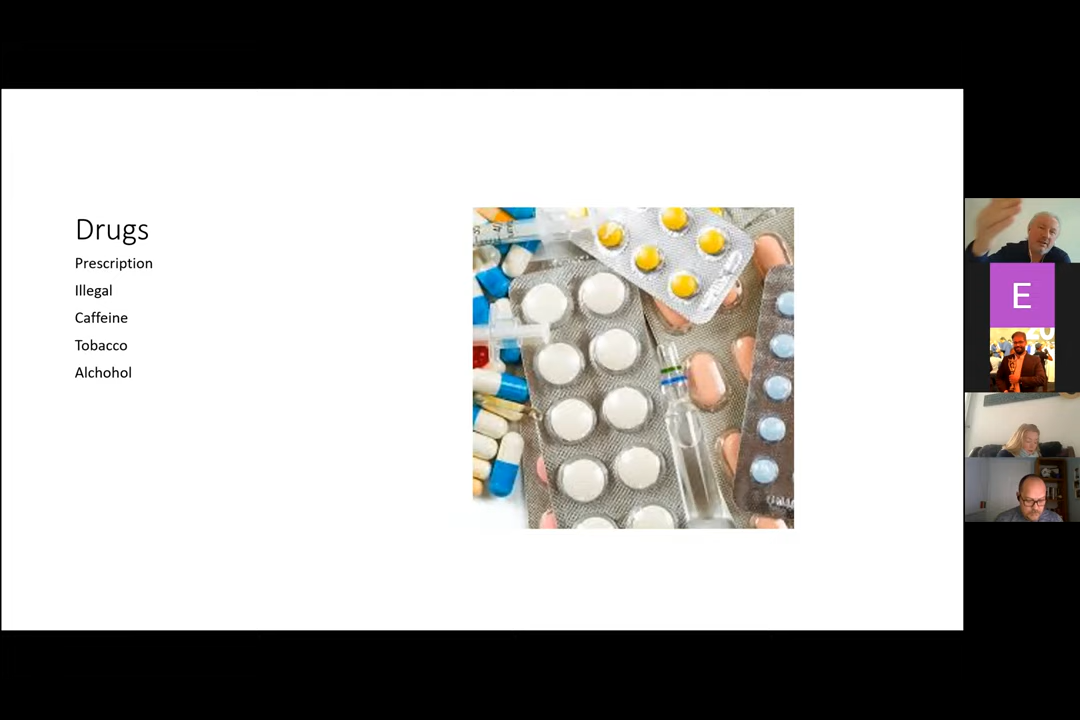 Drugs
Prescription
Illegal
Caffeine
Tobacco
Alchohol
E